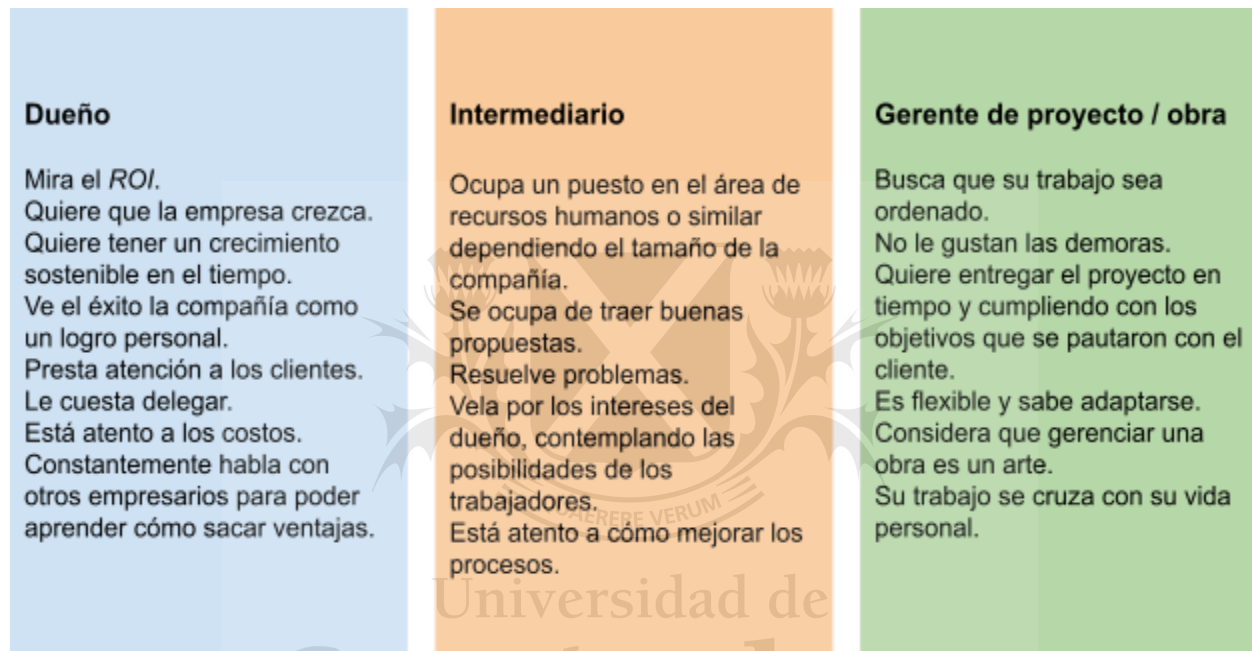 Dueño
Mira el ROI.
Quiere que la empresa crezca.
Quiere tener un crecimiento
sostenible en el tiempo.
Ve el éxito la compañía como
un logro personal.
Presta atención a los clientes.
Le cuesta delegar.
Está atento a los costos.
Constantemente habla con
otros empresarios para poder
aprender cómo sacar ventajas.
Intermediario
Ocupa un puesto en el área de
recursos humanos o similar
dependiendo el tamaño de la
compañía.
Se ocupa de traer buenas
propuestas.
Resuelve problemas.
Vela por los intereses del
dueño, contemplando las
posibilidades de los
trabajadores.
Está atento a cómo mejorar los
procesos.
Gerente de proyecto / obra
Busca que su trabajo sea
ordenado.
No le gustan las demoras.
Quiere entregar el proyecto en
tiempo y cumpliendo con los
objetivos que se pautaron con el
cliente.
Es flexible y sabe adaptarse.
Considera que gerenciar una
obra es un arte.
Su trabajo se cruza con su vida
personal.
QUAERERE VERUM
Universidad de